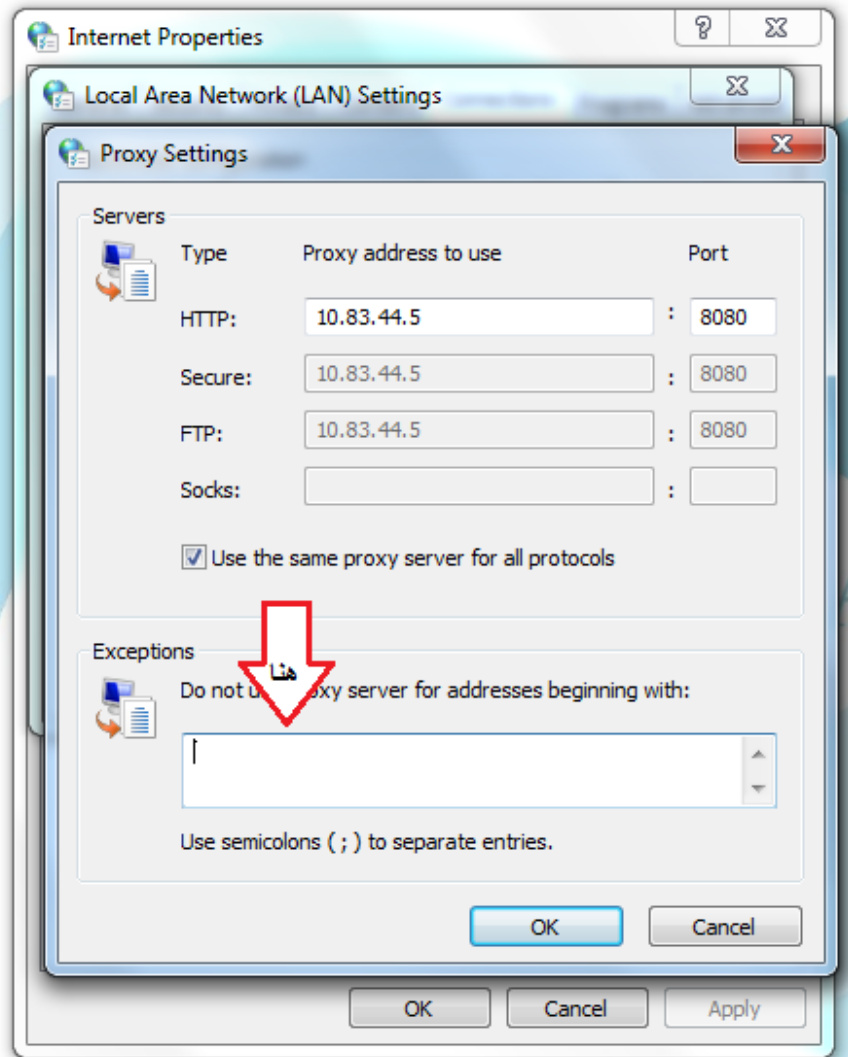 Internet Properties
Local Area Network (LAN) Settings
Proxy Settings
Servers
Type Proxy address to use Port
HTTP: 10.83.44.5 : 8080
Secure: 10.83.44.5 : 8080
FTP: 10.83.44.5 : 8080
Socks: :
Use the same proxy server for all protocols
Exceptions
هنا
Do not u oxy server for addresses beginning with:
Use semicolons ( ; ) to separate entries.
OK Cancel
OK Cancel Apply